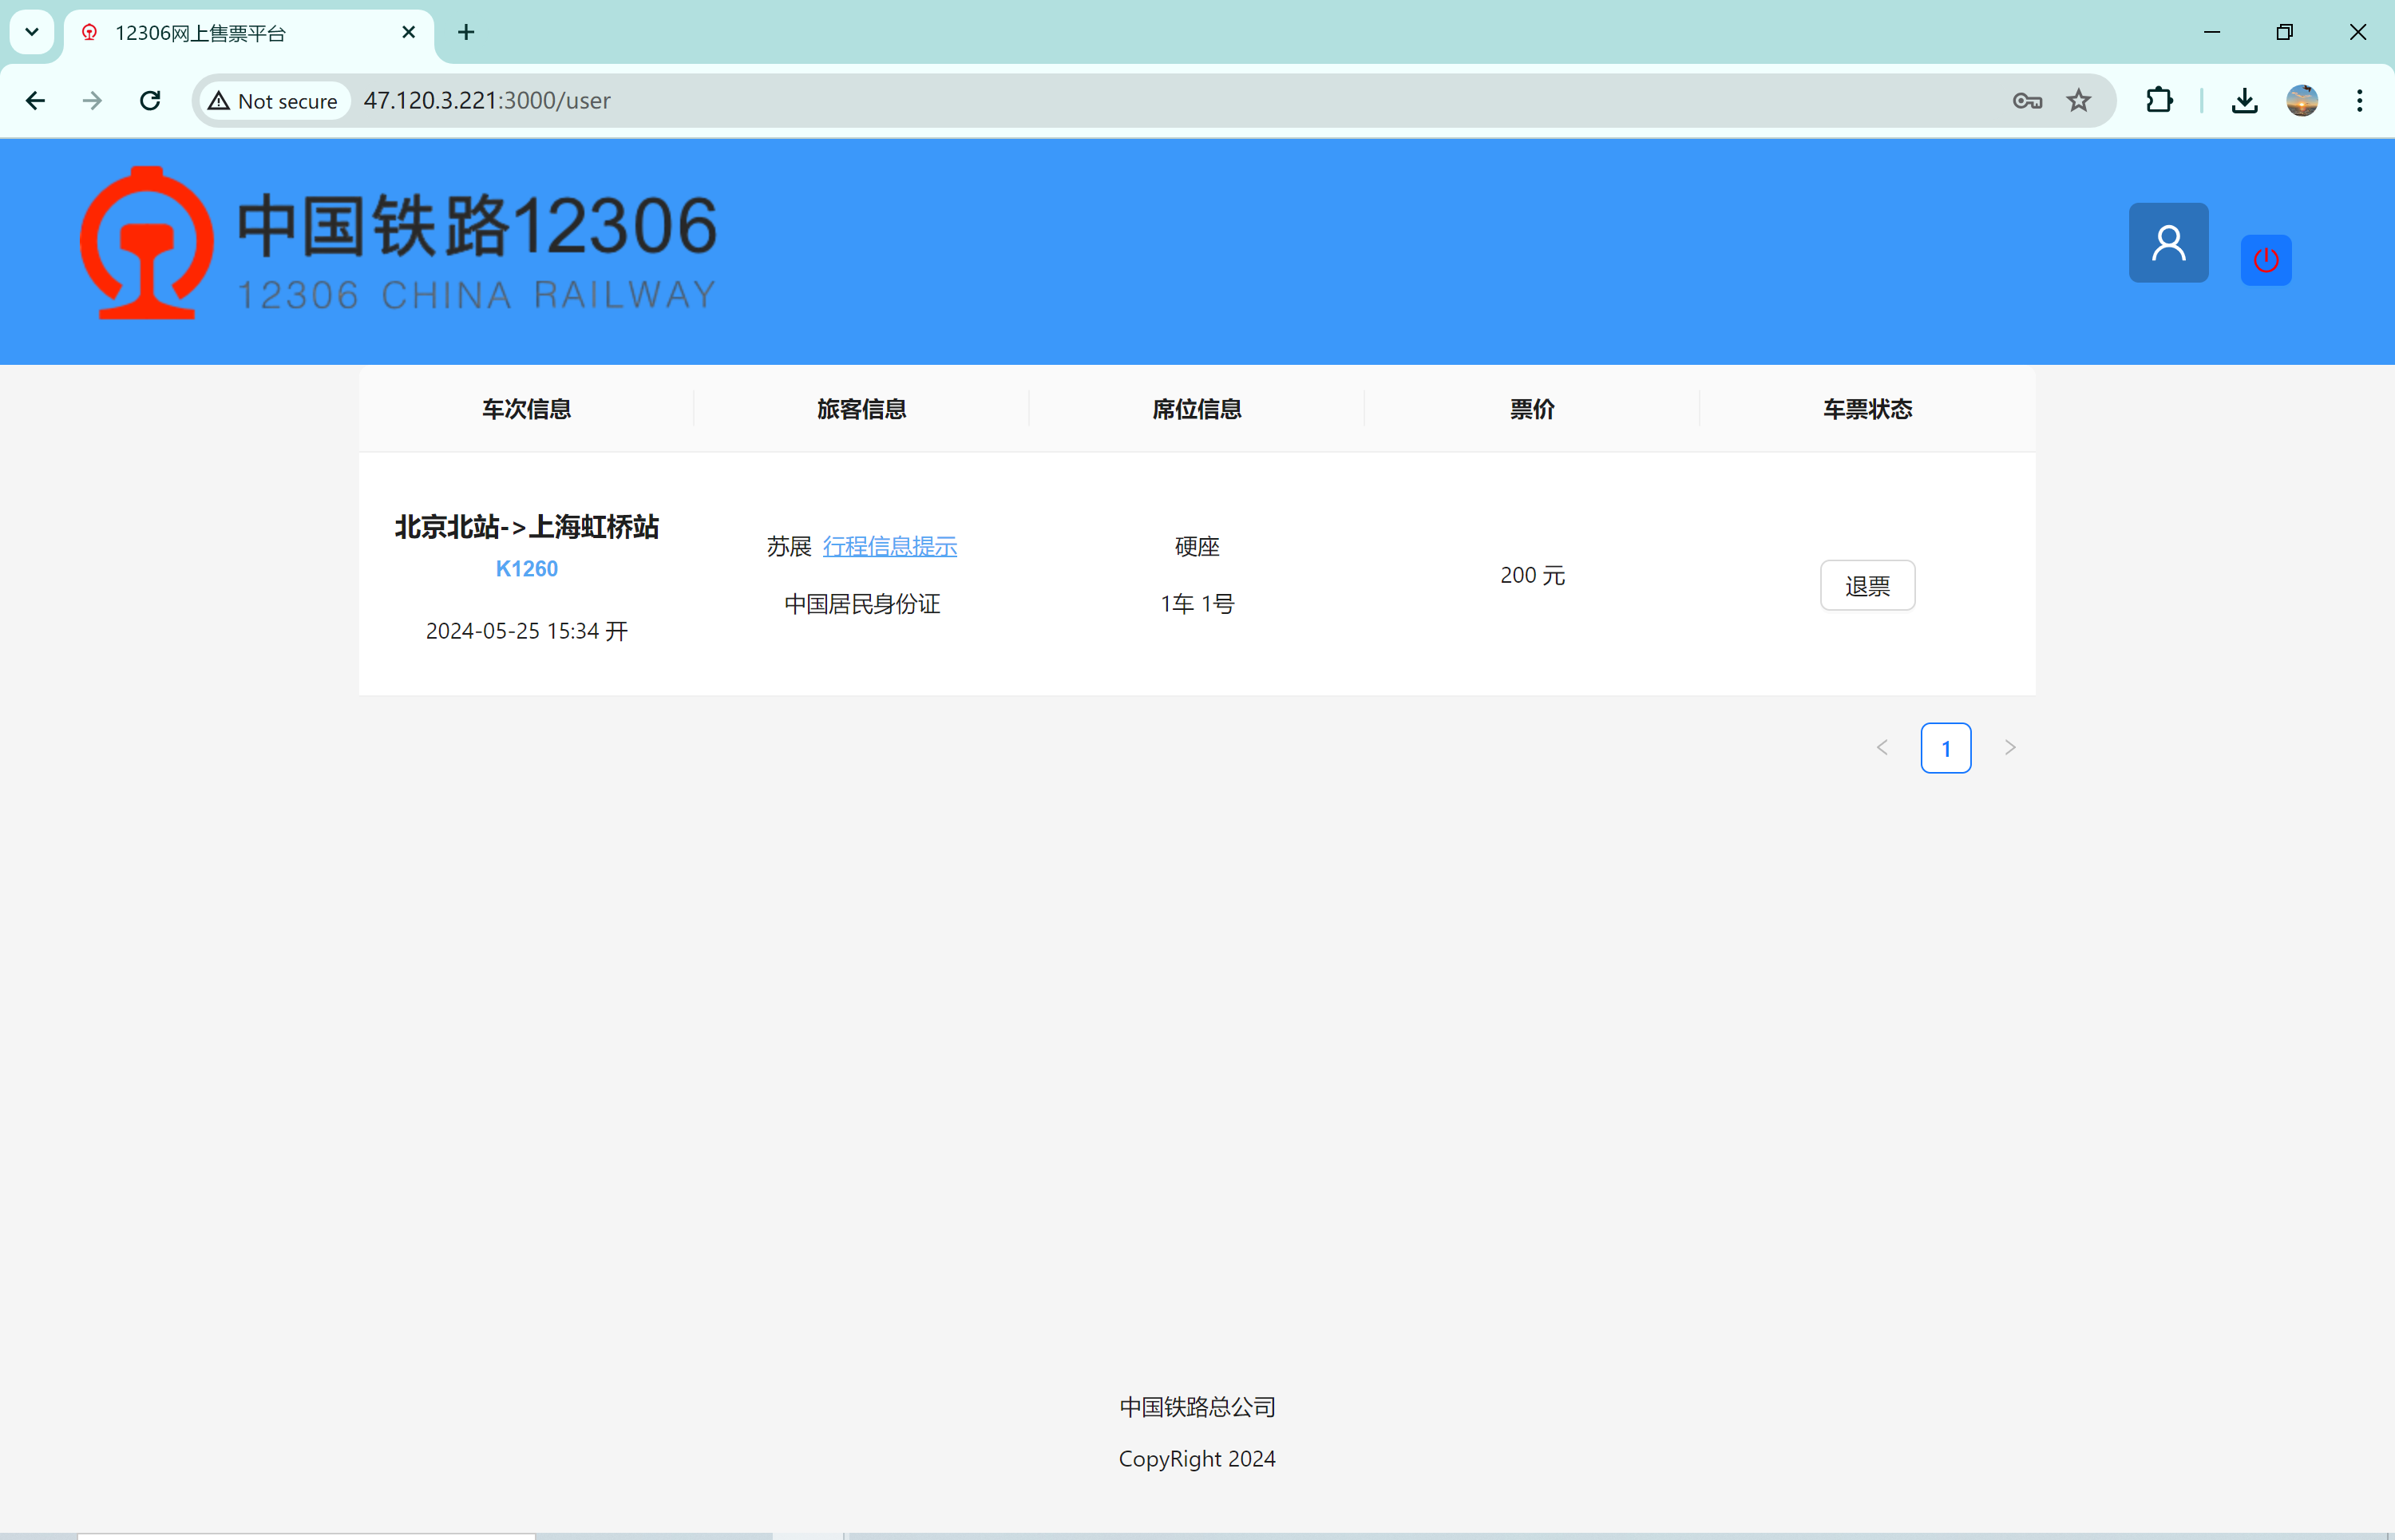 12306网上售票平台
Not secure
47.120.3.221:3000/user
中国铁路12306
12306 CHINA RAILWAY
车次信息 旅客信息 席位信息 票价 车票状态
北京北站->上海虹桥站
K1260
2024-05-25 15:34 开
苏展 行程信息提示
中国居民身份证
硬座
1车 1号
200 元
退票
< 1 >
中国铁路总公司
CopyRight 2024